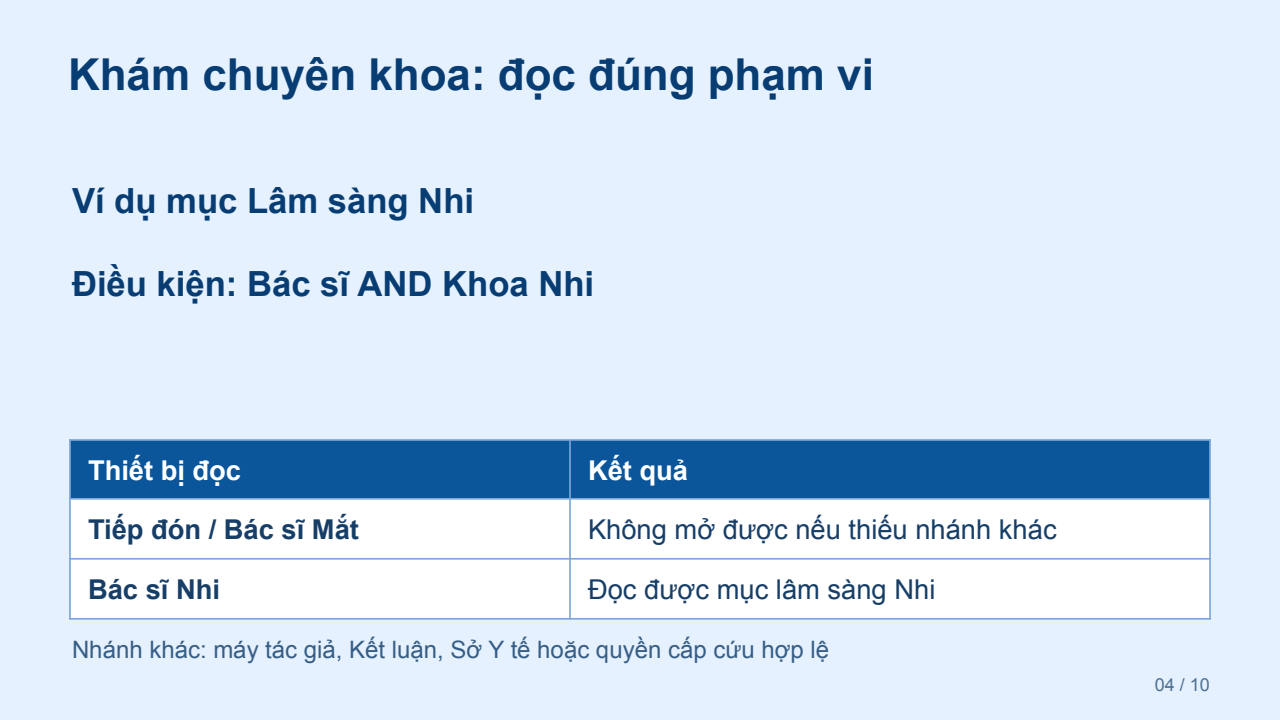 Khám chuyên khoa: đọc đúng phạm vi
Ví dụ mục Lâm sàng Nhi
Điều kiện: Bác sĩ AND Khoa Nhi
Thiết bị đọc
Kết quả
Tiếp đón / Bác sĩ Mắt
Không mở được nếu thiếu nhánh khác
Bác sĩ Nhi
Đọc được mục lâm sàng Nhi
Nhánh khác: máy tác giả, Kết luận, Sở Y tế hoặc quyền cấp cứu hợp lệ
04 / 10